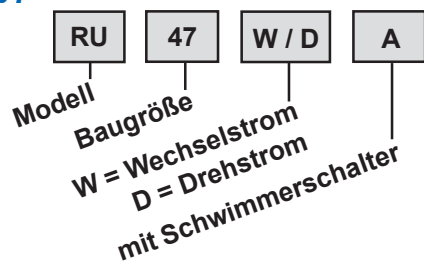 RU 47 W / D A
Modell
Baugröße
W = Wechselstrom
D = Drehstrom
mit Schwimmerschalter